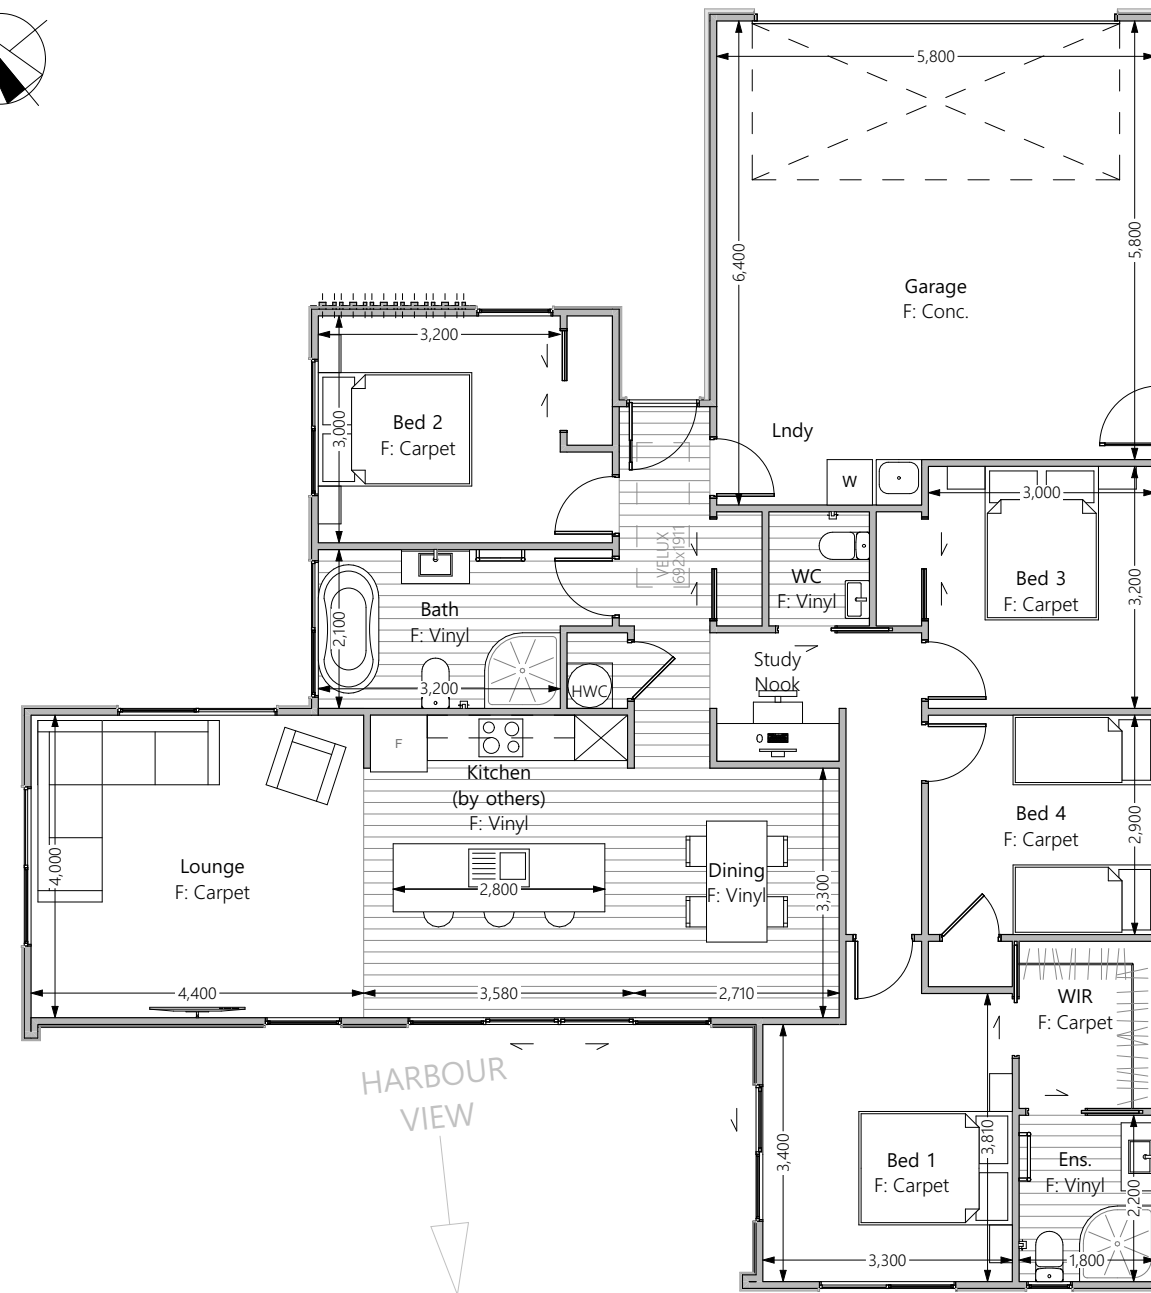 5,800
6,400
5,800
Garage
F: Conc.
3,200
3,000
Bed 2
F: Carpet
Lndy
W
3,000
VELUX
692x1911
WC
F: Vinyl
Bed 3
F: Carpet
3,200
Bath
F: Vinyl
2,100
3,200
HWC
Study
Nook
F
Kitchen
(by others)
F: Vinyl
Lounge
F: Carpet
4,000
2,800
Dining
F: Vinyl
3,300
Bed 4
F: Carpet
2,900
4,400
3,580
2,710
WIR
F: Carpet
HARBOUR
VIEW
3,400
3,810
Bed 1
F: Carpet
Ens.
F: Vinyl
2,200
3,300
1,800